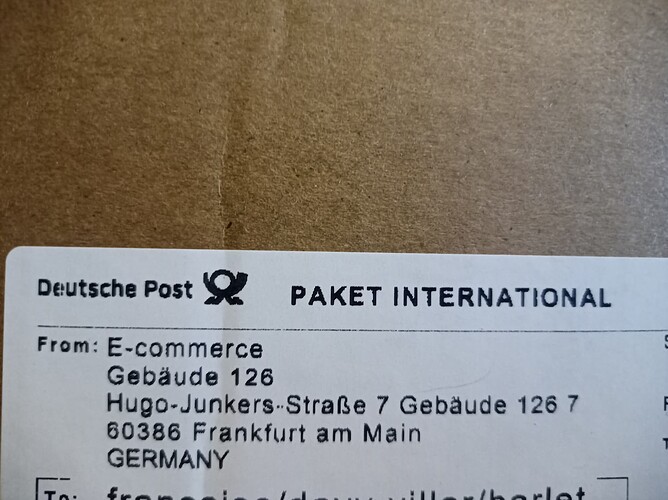 Deutsche Post PAKET INTERNATIONAL
From: E-commerce
Gebäude 126
Hugo-Junkers-Straße 7 Gebäude 126 7
60386 Frankfurt am Main
GERMANY
To: